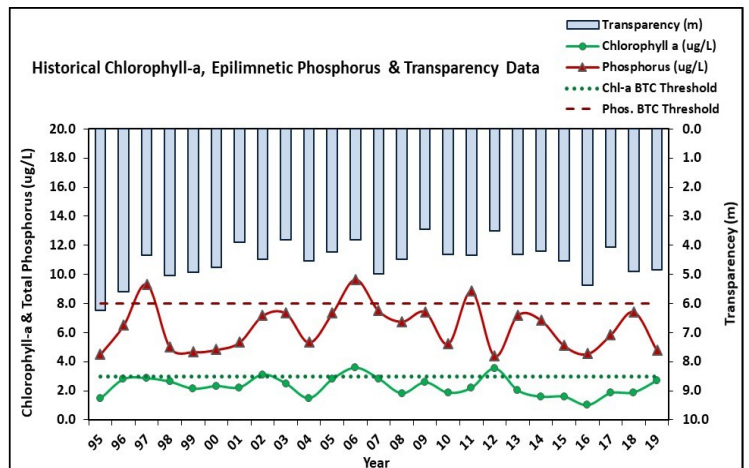 Historical Chlorophyll-a, Epilimnetic Phosphorus & Transparency Data
Transparency (m)
Chlorophyll a (ug/L)
Phosphorus (ug/L)
Chl-a BTC Threshold
Phos. BTC Threshold
Chlorophyll-a & Total Phosphorus (ug/L)
20.0
18.0
16.0
14.0
12.0
10.0
8.0
6.0
4.0
2.0
0.0
0.0
1.0
2.0
3.0
4.0
5.0
6.0
7.0
8.0
9.0
10.0
Transparencey (m)
95 96 97 98 99 00 01 02 03 04 05 06 07 08 09 10 11 12 13 14 15 16 17 18 19
Year